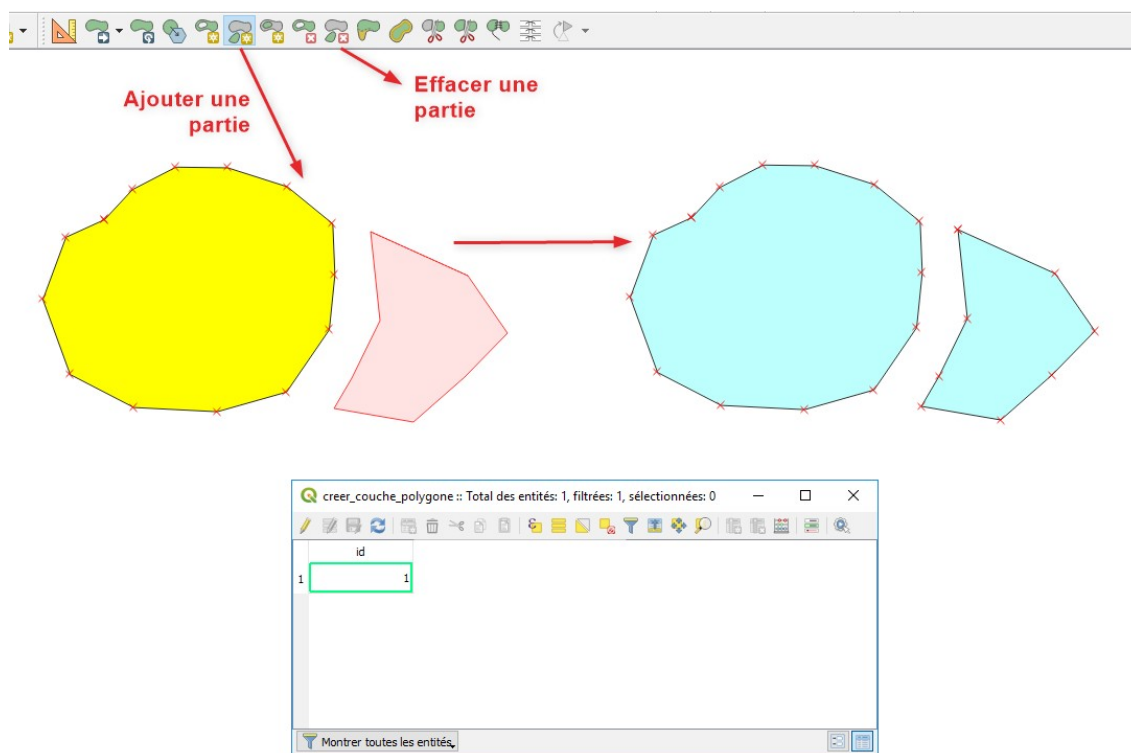 Effacer une
partie
Ajouter une
partie
creer_couche_polygone :: Total des entités: 1, filtrées: 1, sélectionnées: 0
id
1 1
Montrer toutes les entités